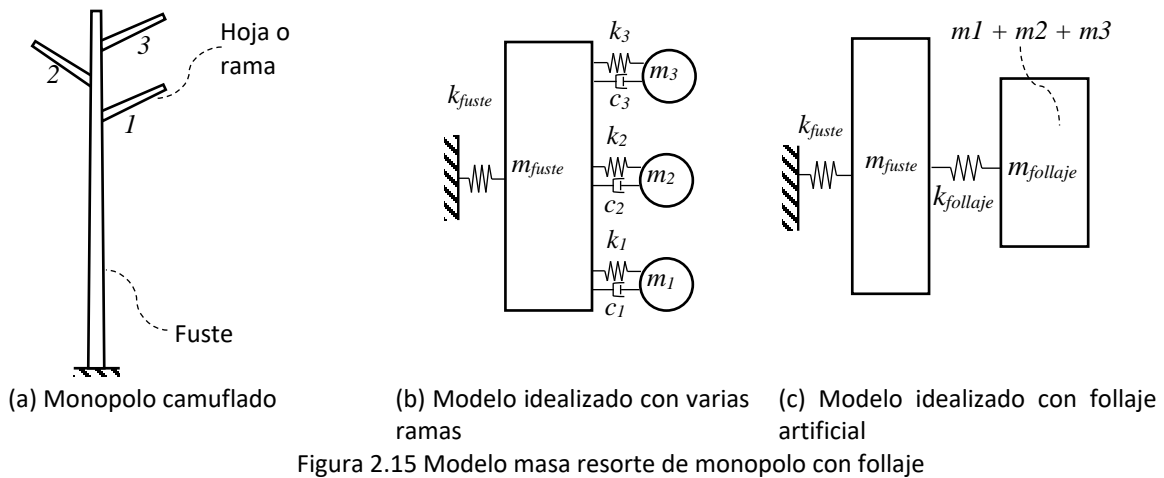 Hoja o
rama
3
2
1
Fuste
(a) Monopolo camuflado
k3
m3
c3
kfuste
k2
mfuste
m2
c2
k1
m1
c1
(b) Modelo idealizado con varias
ramas
m1 + m2 + m3
kfuste
mfuste
mfollaje
kfollaje
(c) Modelo idealizado con follaje
artificial
Figura 2.15 Modelo masa resorte de monopolo con follaje